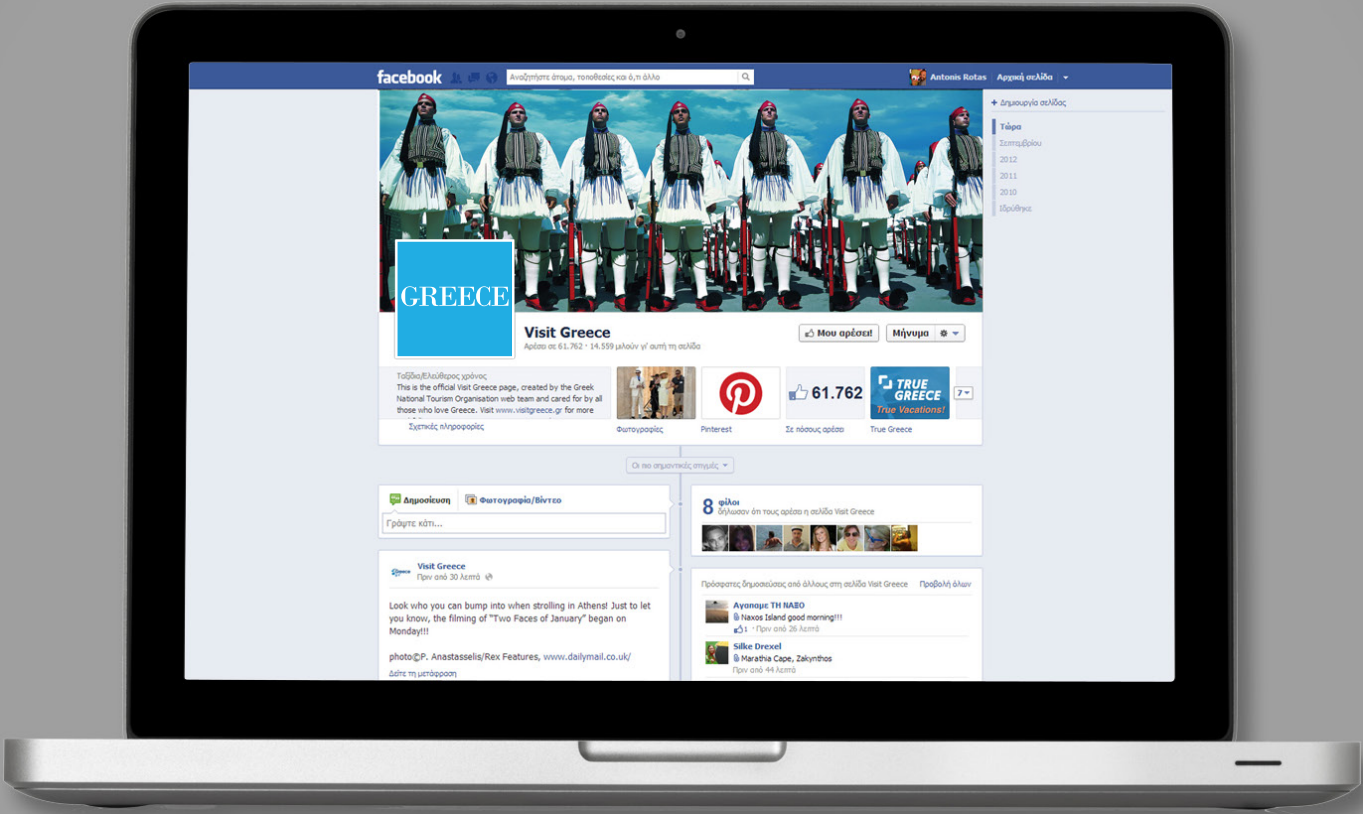 facebook
Αναζητήστε άτομα, τοποθεσίες και ό,τι άλλο
Antonis Rotas Αρχική σελίδα
+ Δημιουργία σελίδας
Τώρα
Σεπτεμβρίου
2012
2011
2010
Ιδρύθηκε
GREECE
Visit Greece
Αρέσει σε 61.762 · 14.559 μιλούν γι' αυτή τη σελίδα
Μου αρέσει!
Μήνυμα
Ταξίδια/Ελεύθερος χρόνος
This is the official Visit Greece page, created by the Greek
National Tourism Organisation web team and cared for by all
those who love Greece. Visit www.visitgreece.gr for more
Σχετικές πληροφορίες
Φωτογραφίες
Pinterest
61.762
Σε πόσους αρέσει
TRUE
GREECE
True Vacations!
True Greece
7
Οι πιο σημαντικές στιγμές
Δημοσίευση
Φωτογραφία/Βίντεο
Γράψτε κάτι...
Visit Greece
Πριν από 30 λεπτά
Look who you can bump into when strolling in Athens! Just to let
you know, the filming of "Two Faces of January" began on
Monday!!!
photo©P. Anastasselis/Rex Features, www.dailymail.co.uk/
Δείτε τη μετάφραση
8 φίλοι
δήλωσαν ότι τους αρέσει η σελίδα Visit Greece
Πρόσφατες δημοσιεύσεις από άλλους στη σελίδα Visit Greece Προβολή όλων
Αγαπαμε ΤΗ ΝΑΞΟ
Naxos Island good morning!!!
1 · Πριν από 26 λεπτά
Silke Drexel
Marathia Cape, Zakynthos
Πριν από 44 λεπτά